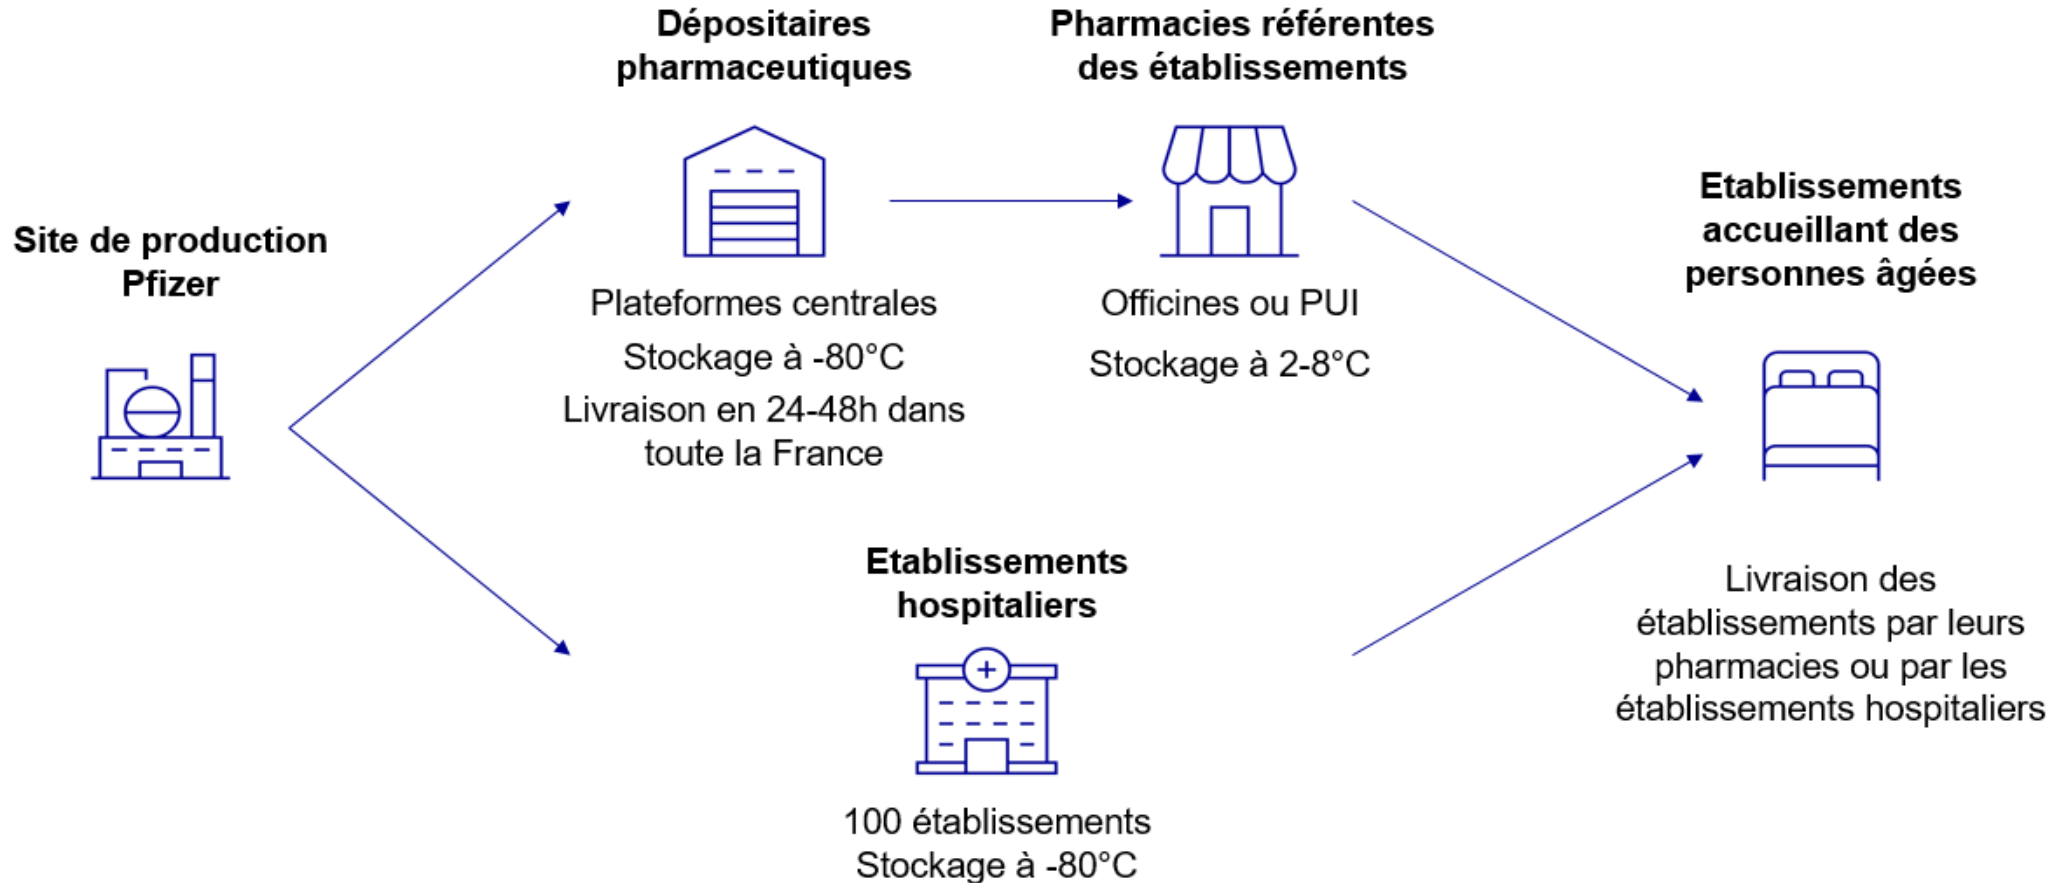 Site de production
Pfizer
Dépositaires
pharmaceutiques
Plateformes centrales
Stockage à -80°C
Livraison en 24-48h dans
toute la France
Pharmacies référentes
des établissements
Officines ou PUI
Stockage à 2-8°C
Etablissements
hospitaliers
100 établissements
Stockage à -80°C
Etablissements
accueillant des
personnes âgées
Livraison des
établissements par leurs
pharmacies ou par les
établissements hospitaliers